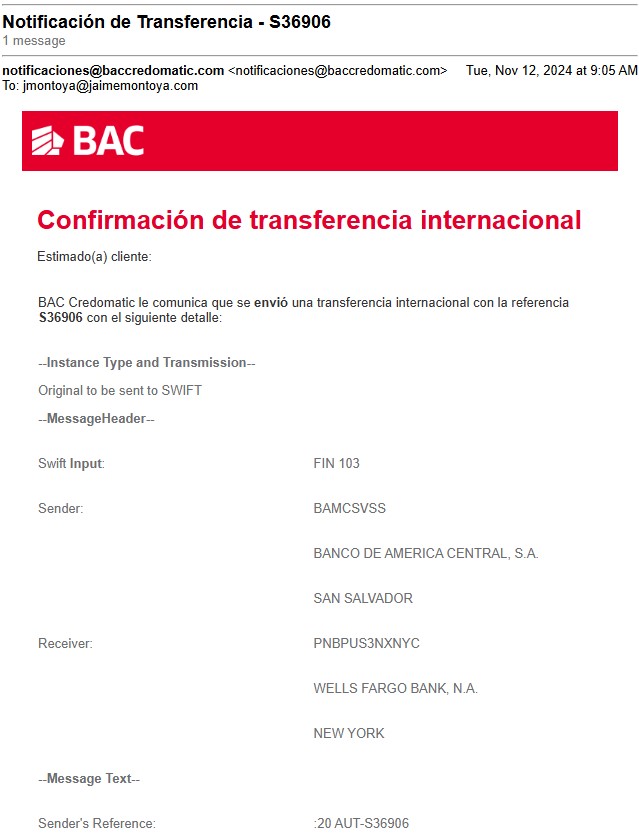 Notificación de Transferencia - S36906
1 message
notificaciones@baccredomatic.com <notificaciones@baccredomatic.com> Tue, Nov 12, 2024 at 9:05 AM
To: jmontoya@jaimemontoya.com
BAC
Confirmación de transferencia internacional
Estimado(a) cliente:
BAC Credomatic le comunica que se envió una transferencia internacional con la referencia
S36906 con el siguiente detalle:
--Instance Type and Transmission--
Original to be sent to SWIFT
--MessageHeader--
Swift Input: FIN 103
Sender: BAMCSVSS
BANCO DE AMERICA CENTRAL, S.A.
SAN SALVADOR
Receiver: PNBPUS3NXNYC
WELLS FARGO BANK, N.A.
NEW YORK
--Message Text--
Sender's Reference: :20 AUT-S36906